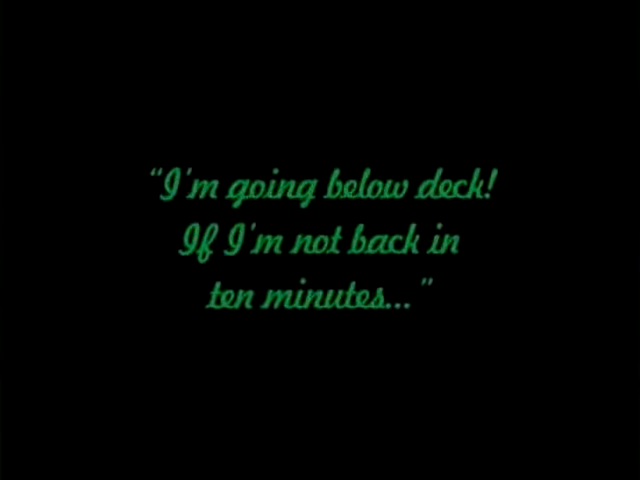 “I'm going below deck!
If I'm not back in
ten minutes...”